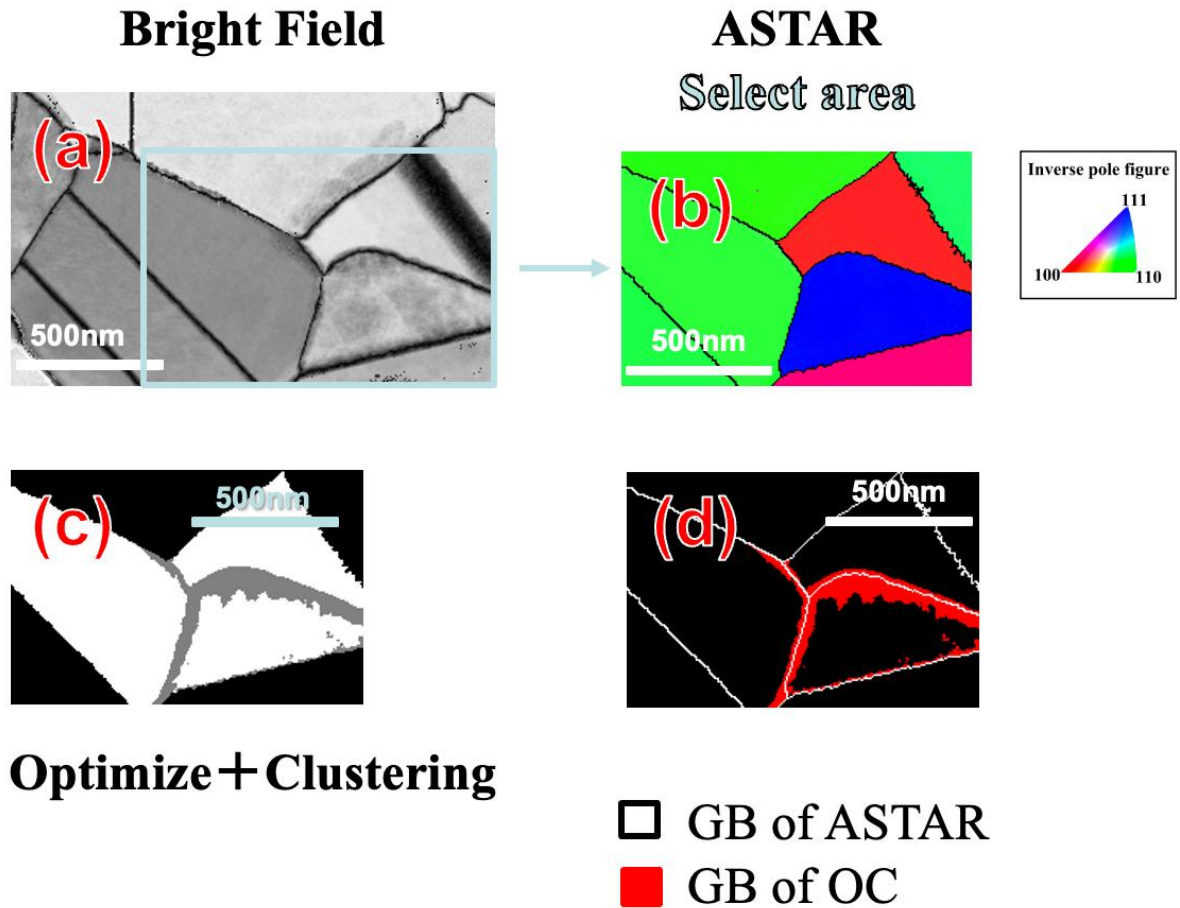 Bright Field
ASTAR
Select area
(a)
500nm
(b)
500nm
Inverse pole figure
111
100
110
(c)
500nm
(d)
500nm
Optimize+Clustering
GB of ASTAR
GB of OC